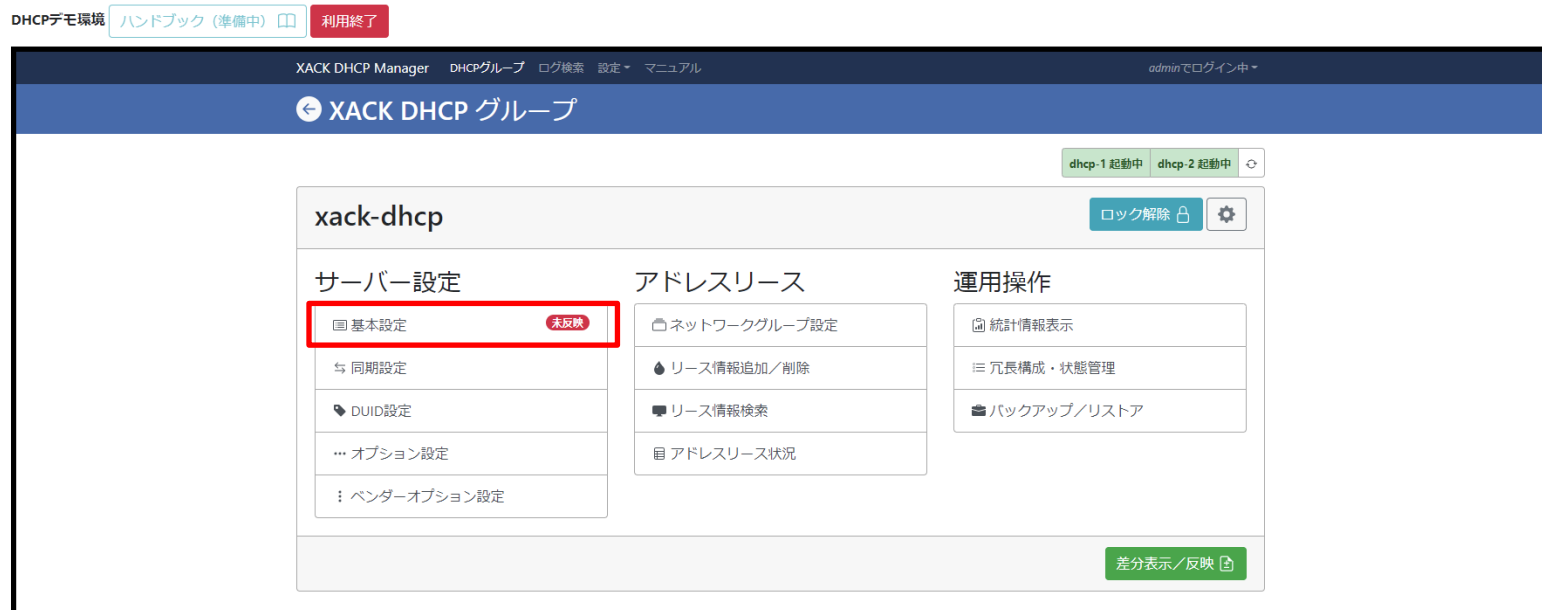 DHCPデモ環境 ハンドブック（準備中） 利用終了
XACK DHCP Manager DHCPグループ ログ検索 設定 マニュアル adminでログイン中
XACK DHCP グループ
dhcp-1 起動中 dhcp-2 起動中
xack-dhcp ロック解除
サーバー設定 アドレスリース 運用操作
基本設定 未反映 ネットワークグループ設定 統計情報表示
同期設定 リース情報追加／削除 冗長構成・状態管理
DUID設定 リース情報検索 バックアップ／リストア
オプション設定 アドレスリース状況
ベンダーオプション設定
差分表示／反映